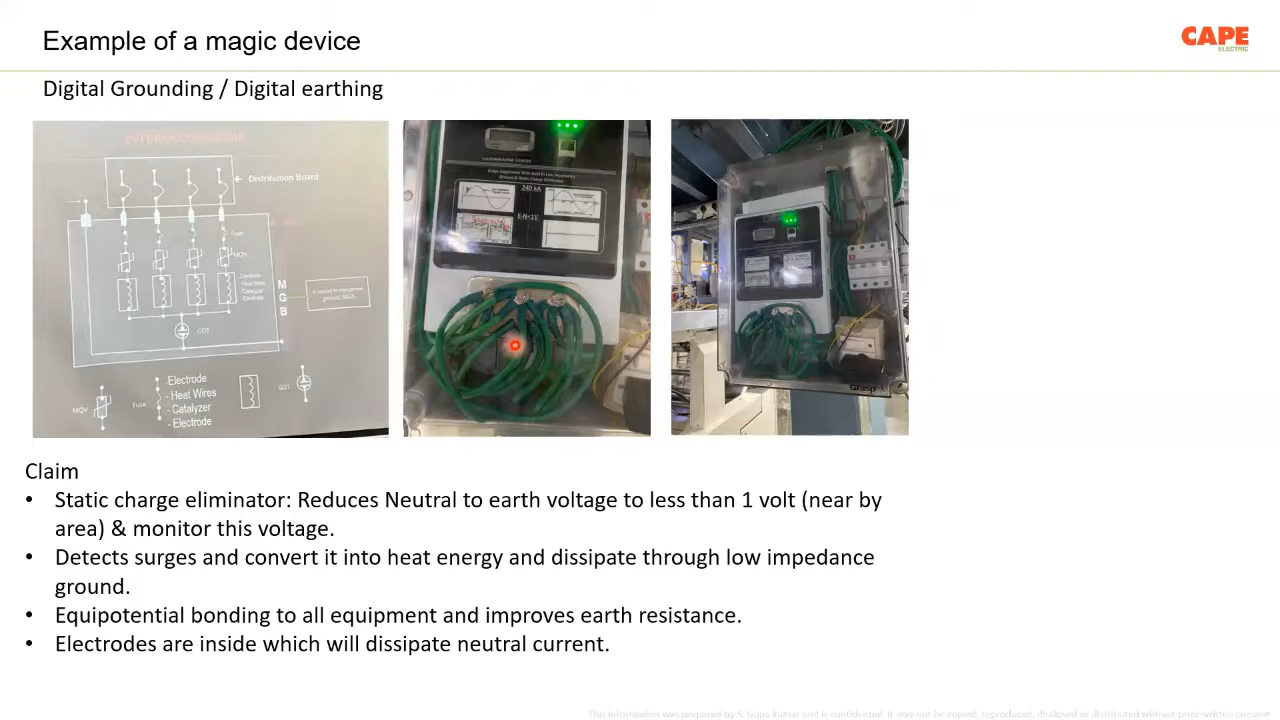 Example of a magic device
CAPE
ELECTRIC
Digital Grounding / Digital earthing
Distribution Board
Fuse
MOV
M
G
B
GDT
MOV
Fuse
-Electrode
- Heat Wires
- Catalyzer
- Electrode
GDT
240 kA
E-N<1V
Grasp
Claim
• Static charge eliminator: Reduces Neutral to earth voltage to less than 1 volt (near by
area) & monitor this voltage.
• Detects surges and convert it into heat energy and dissipate through low impedance
ground.
• Equipotential bonding to all equipment and improves earth resistance.
• Electrodes are inside which will dissipate neutral current.
This information was prepared by S. Gopa kumar and is confidential. It may not be copied, reproduced, disclosed or distributed without prior written consent